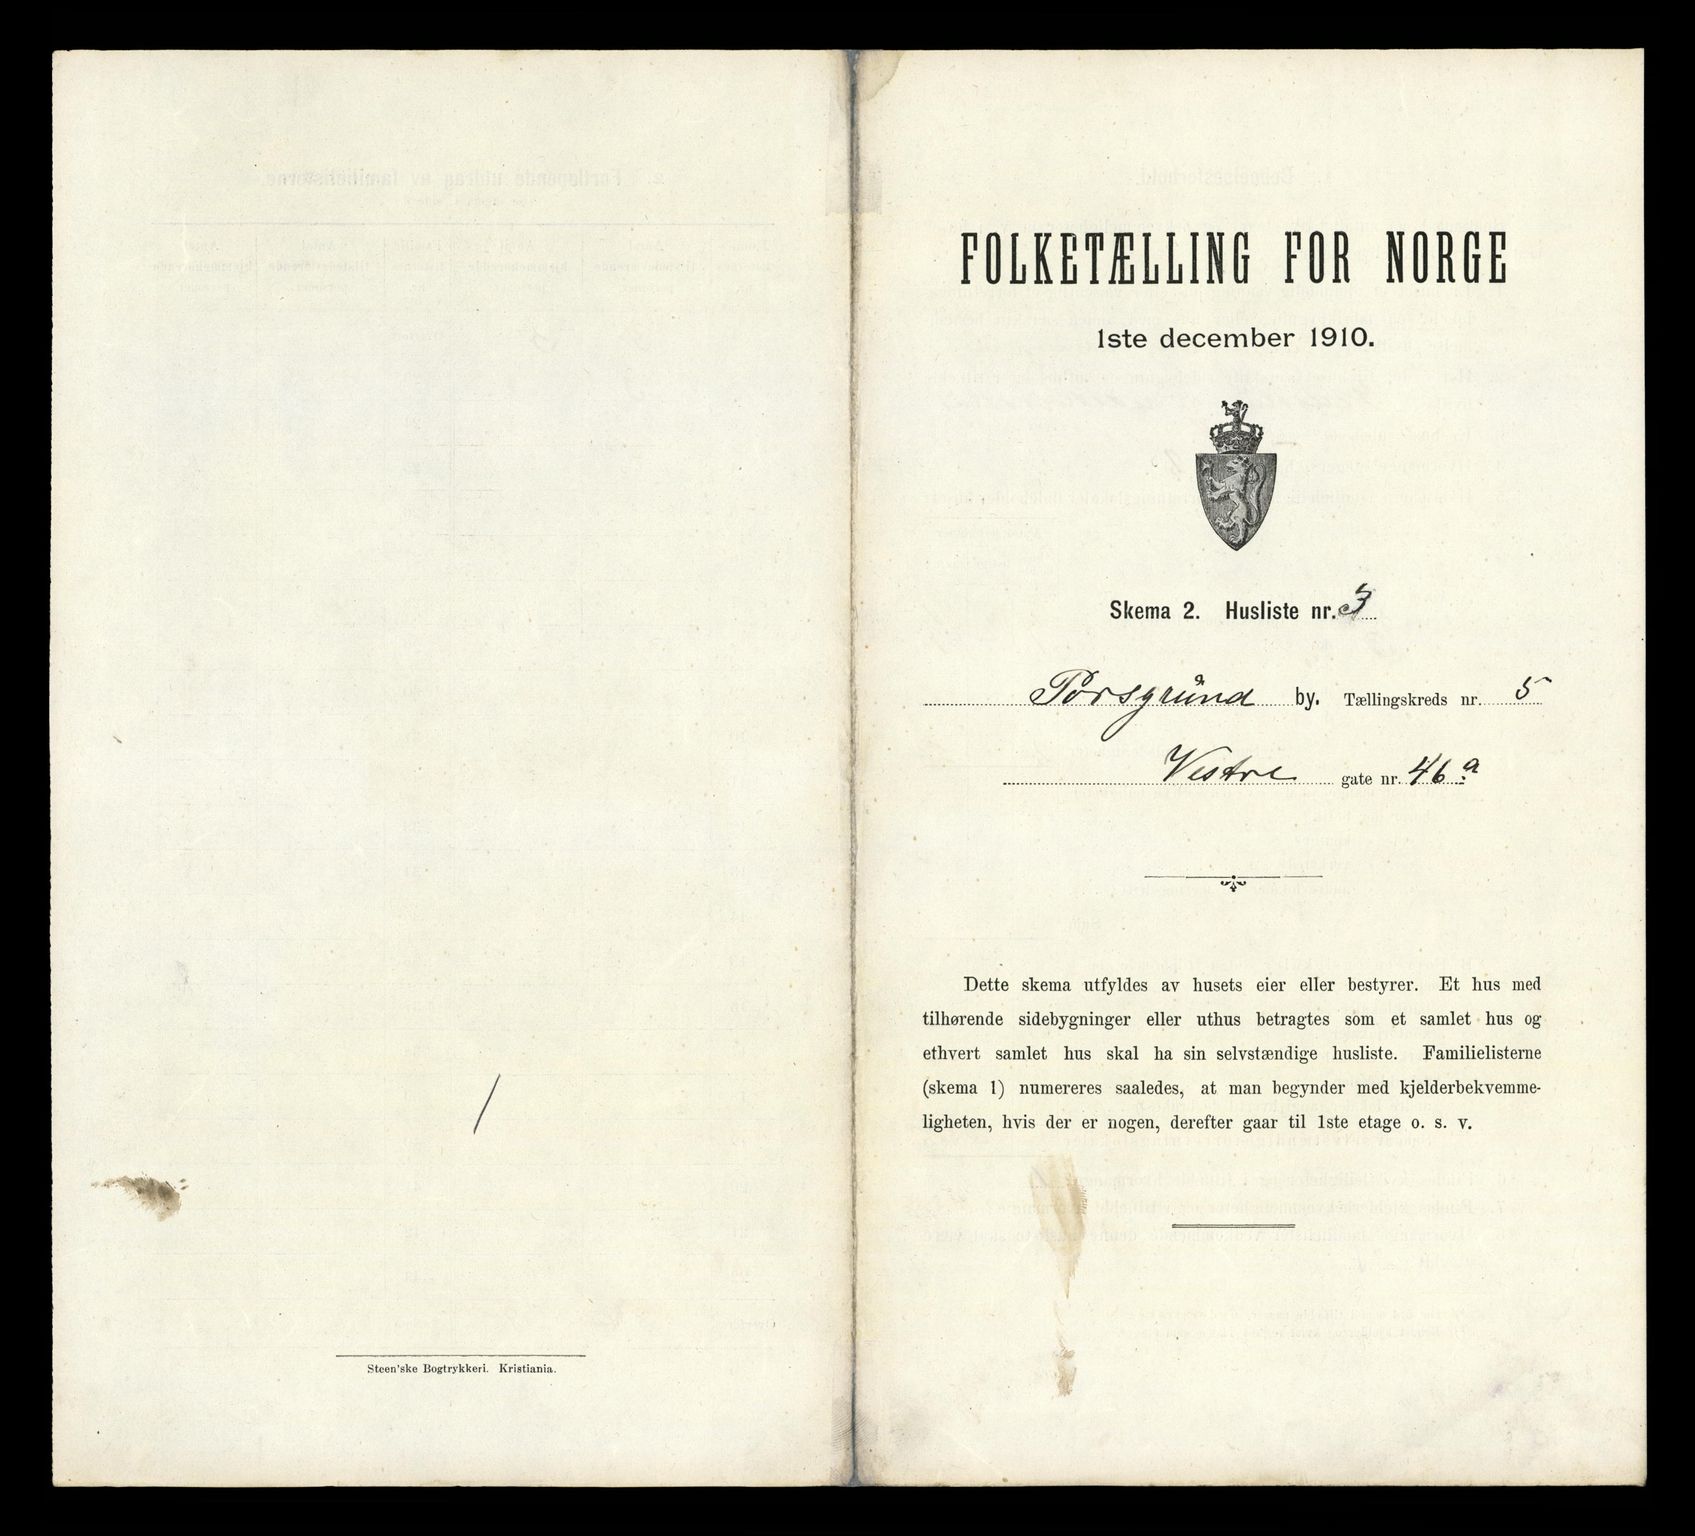 Steen'ske Bogtrykkeri. Kristiania.
FOLKETÆLLING FOR NORGE
1ste december 1910.
Skema 2. Husliste nr. 3
Porsgrund by. Tællingskreds nr. 5
Vestre gate nr. 46 a
Dette skema utfyldes av husets eier eller bestyrer. Et hus med
tilhørende sidebygninger eller uthus betragtes som et samlet hus og
ethvert samlet hus skal ha sin selvstændige husliste. Familielisterne
(skema 1) numereres saaledes, at man begynder med kjelderbekvemme-
ligheten, hvis der er nogen, derefter gaar til 1ste etage o. s. v.